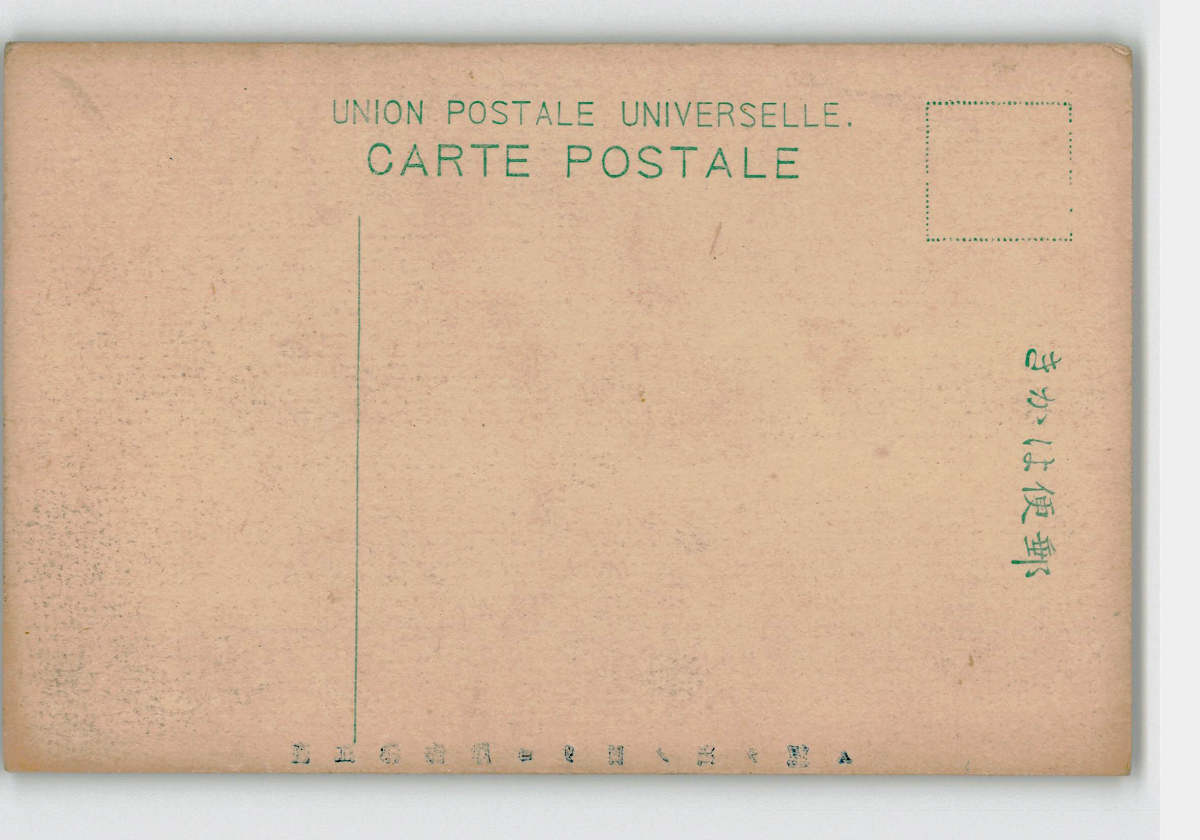 UNION POSTALE UNIVERSELLE.
CARTE POSTALE
きかは便郵